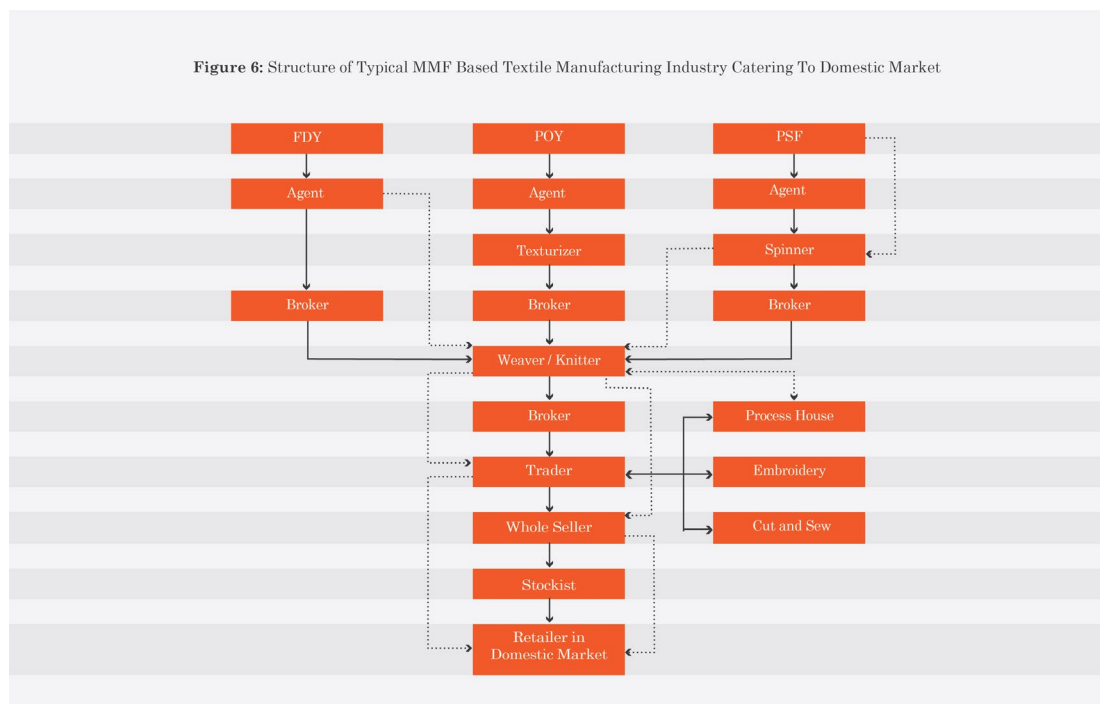 Figure 6: Structure of Typical MMF Based Textile Manufacturing Industry Catering To Domestic Market
FDY
POY
PSF
Agent
Agent
Agent
Texturizer
Spinner
Broker
Broker
Broker
Weaver / Knitter
Broker
Process House
Trader
Embroidery
Whole Seller
Cut and Sew
Stockist
Retailer in
Domestic Market